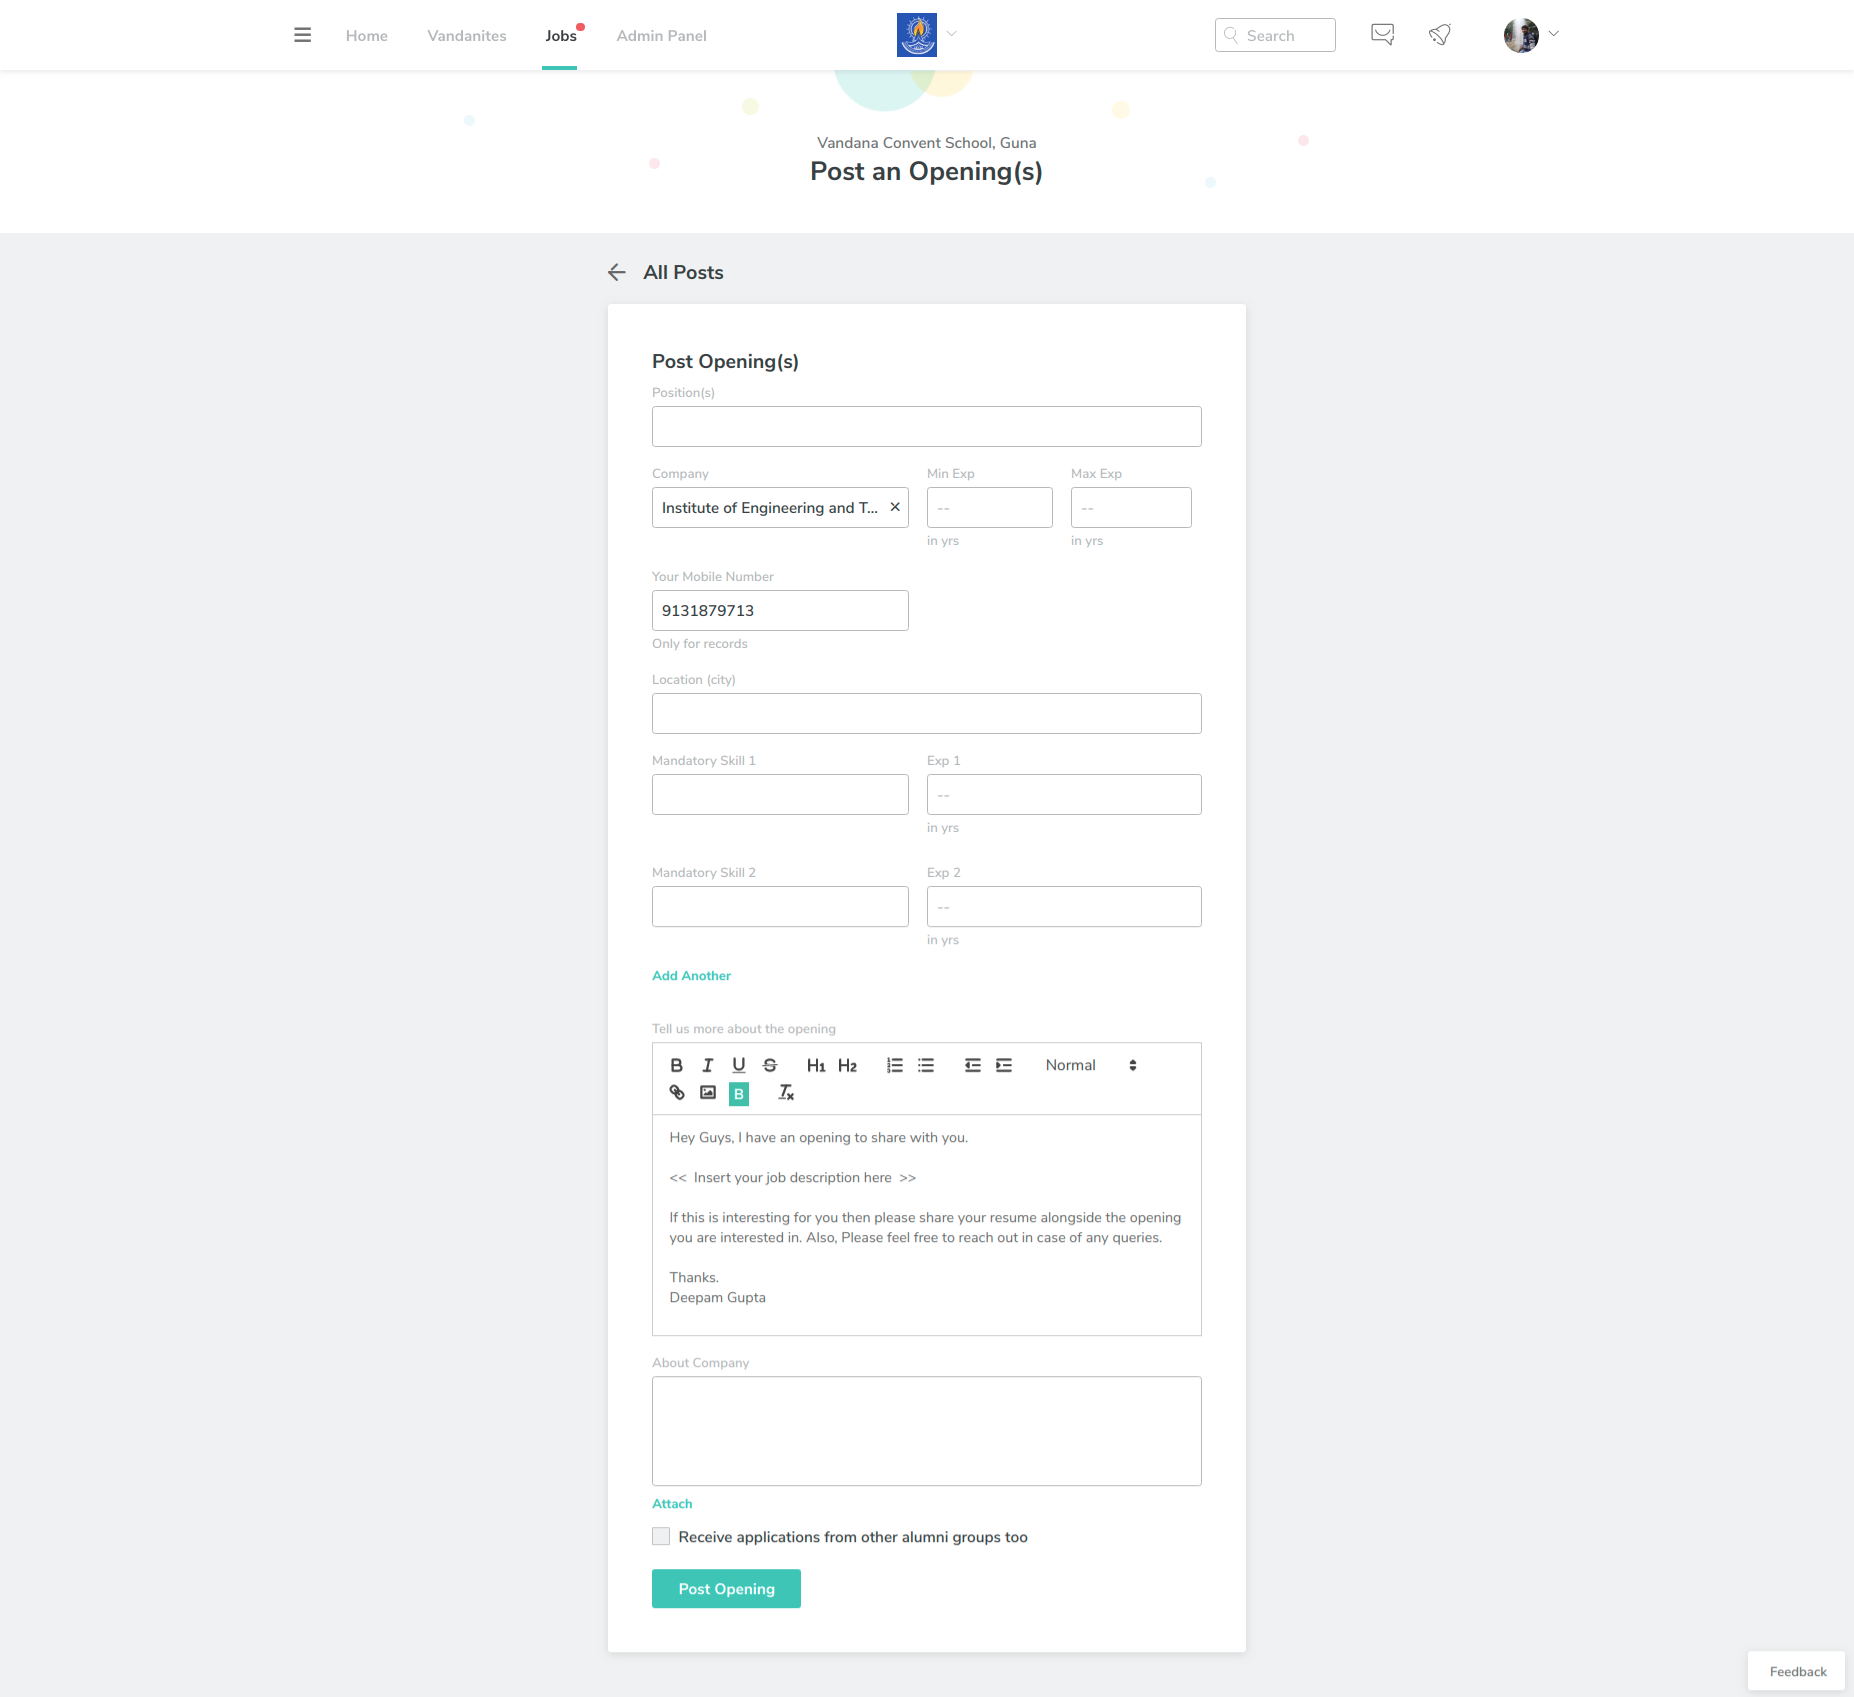 Home Vandanites Jobs Admin Panel Search
Vandana Convent School, Guna
Post an Opening(s)
All Posts
Post Opening(s)
Position(s)
Company Min Exp Max Exp
Institute of Engineering and T... × -- --
in yrs in yrs
Your Mobile Number
9131879713
Only for records
Location (city)
Mandatory Skill 1 Exp 1
--
in yrs
Mandatory Skill 2 Exp 2
--
in yrs
Add Another
Tell us more about the opening
B I U S H1 H2 Normal
B Tx
Hey Guys, I have an opening to share with you.
<< Insert your job description here >>
If this is interesting for you then please share your resume alongside the opening
you are interested in. Also, Please feel free to reach out in case of any queries.
Thanks.
Deepam Gupta
About Company
Attach
Receive applications from other alumni groups too
Post Opening
Feedback